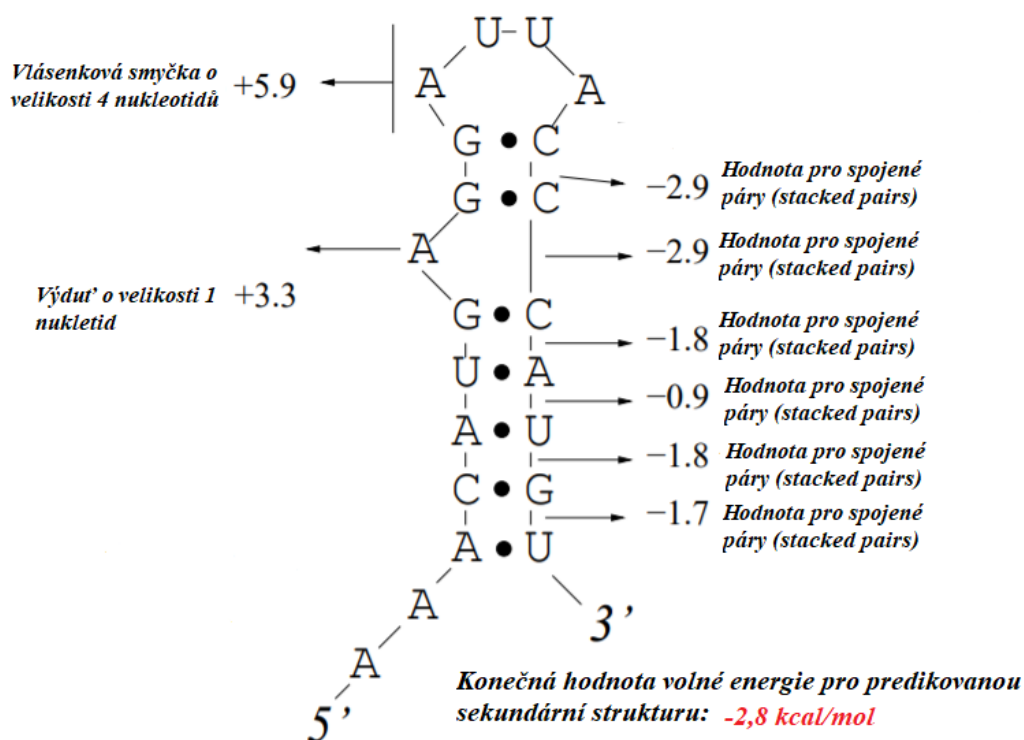 U U
Vlásenková smyčka o
velikosti 4 nukleotidů
+5.9
A A
G • C
G • C
−2.9
Hodnota pro spojené
páry (stacked pairs)
A
−2.9
Hodnota pro spojené
páry (stacked pairs)
Výduť o velikosti 1
nukletid
+3.3
G • C
−1.8
Hodnota pro spojené
páry (stacked pairs)
U • A
−0.9
Hodnota pro spojené
páry (stacked pairs)
A • U
−1.8
Hodnota pro spojené
páry (stacked pairs)
C • G
−1.7
Hodnota pro spojené
páry (stacked pairs)
A • U
A
3’
A
5’
Konečná hodnota volné energie pro predikovanou
sekundární strukturu: -2,8 kcal/mol